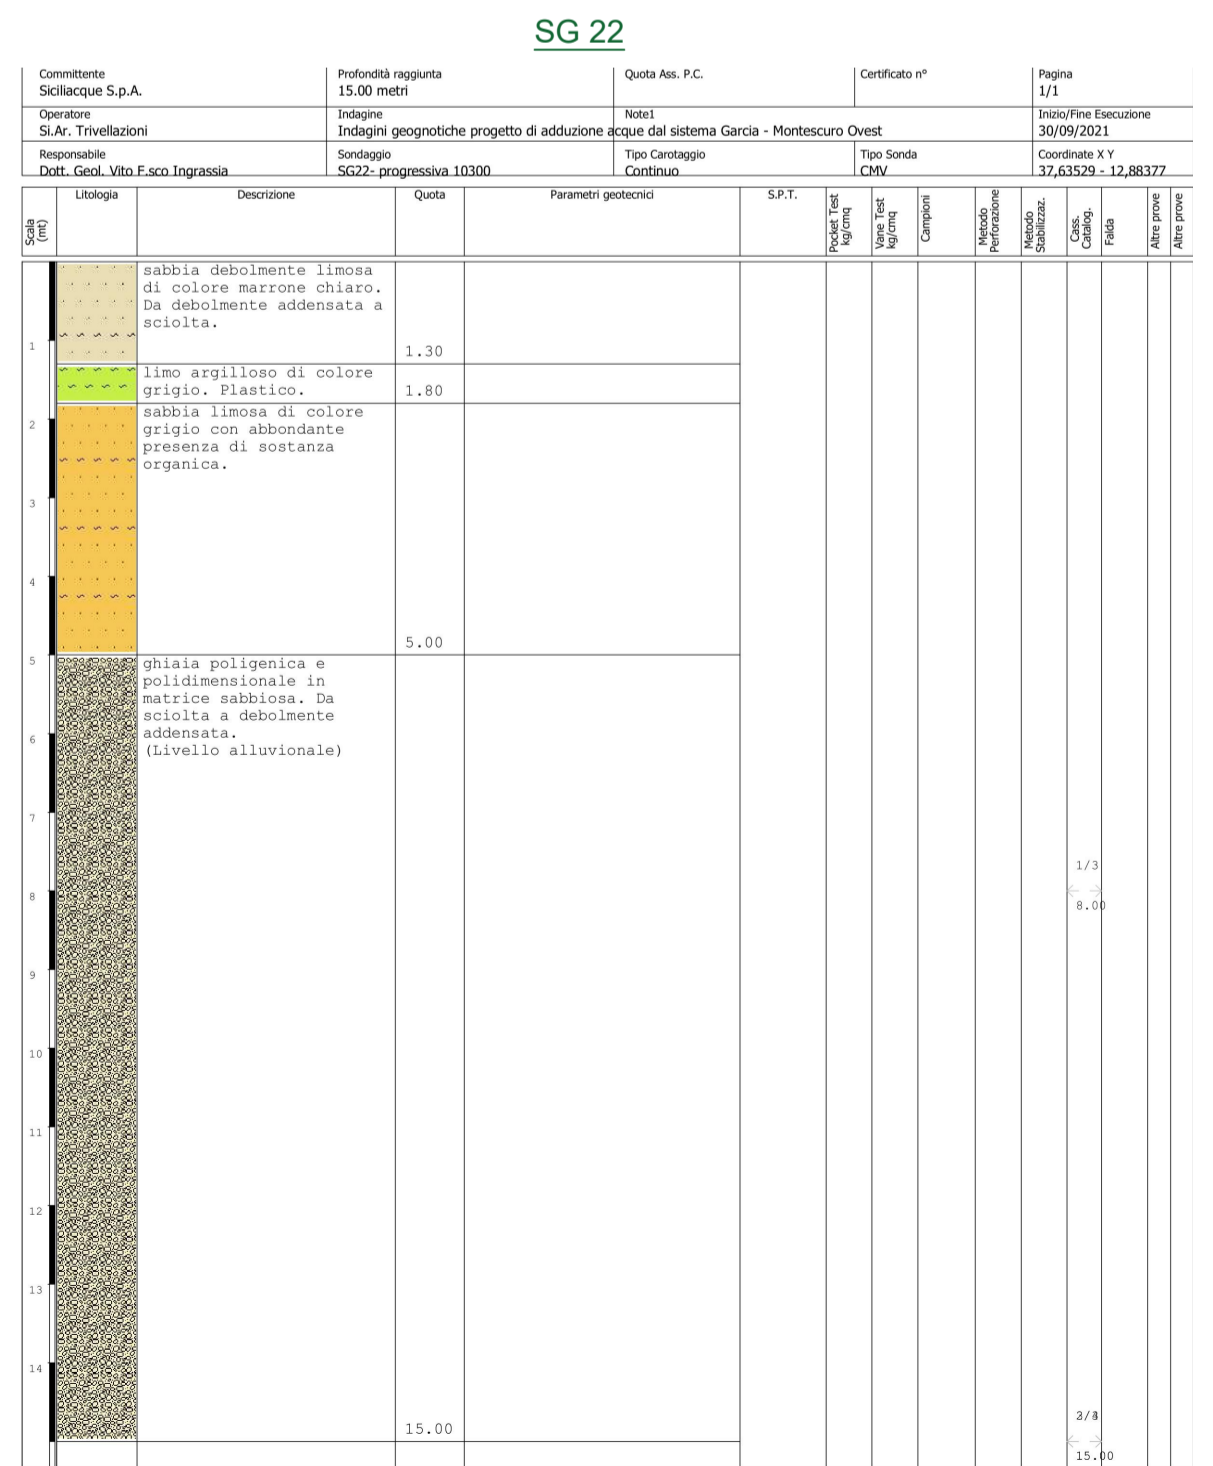 SG 22
Committente
Siciliacque S.p.A.
Profondità raggiunta
15.00 metri
Quota Ass. P.C.
Certificato n°
Pagina
1/1
Operatore
Si.Ar. Trivellazioni
Indagine
Indagini geognotiche progetto di adduzione acque dal sistema Garcia - Montescuro Ovest
Note1
Inizio/Fine Esecuzione
30/09/2021
Responsabile
Dott. Geol. Vito F.sco Ingrassia
Sondaggio
SG22- progressiva 10300
Tipo Carotaggio
Continuo
Tipo Sonda
CMV
Coordinate X Y
37,63529 - 12,88377
Scala
(mt)
Litologia
Descrizione
Quota
Parametri geotecnici
S.P.T.
Pocket Test
kg/cmq
Vane Test
kg/cmq
Campioni
Metodo
Perforazione
Metodo
Stabilizzaz.
Cass.
Catalog.
Falda
Altre prove
Altre prove
sabbia debolmente limosa
di colore marrone chiaro.
Da debolmente addensata a
sciolta.
1
1.30
limo argilloso di colore
grigio. Plastico.
1.80
sabbia limosa di colore
grigio con abbondante
presenza di sostanza
organica.
2
3
4
5.00
5
ghiaia poligenica e
polidimensionale in
matrice sabbiosa. Da
sciolta a debolmente
addensata.
(Livello alluvionale)
6
7
1/3
8
8.00
9
10
11
12
13
14
15.00
15.00